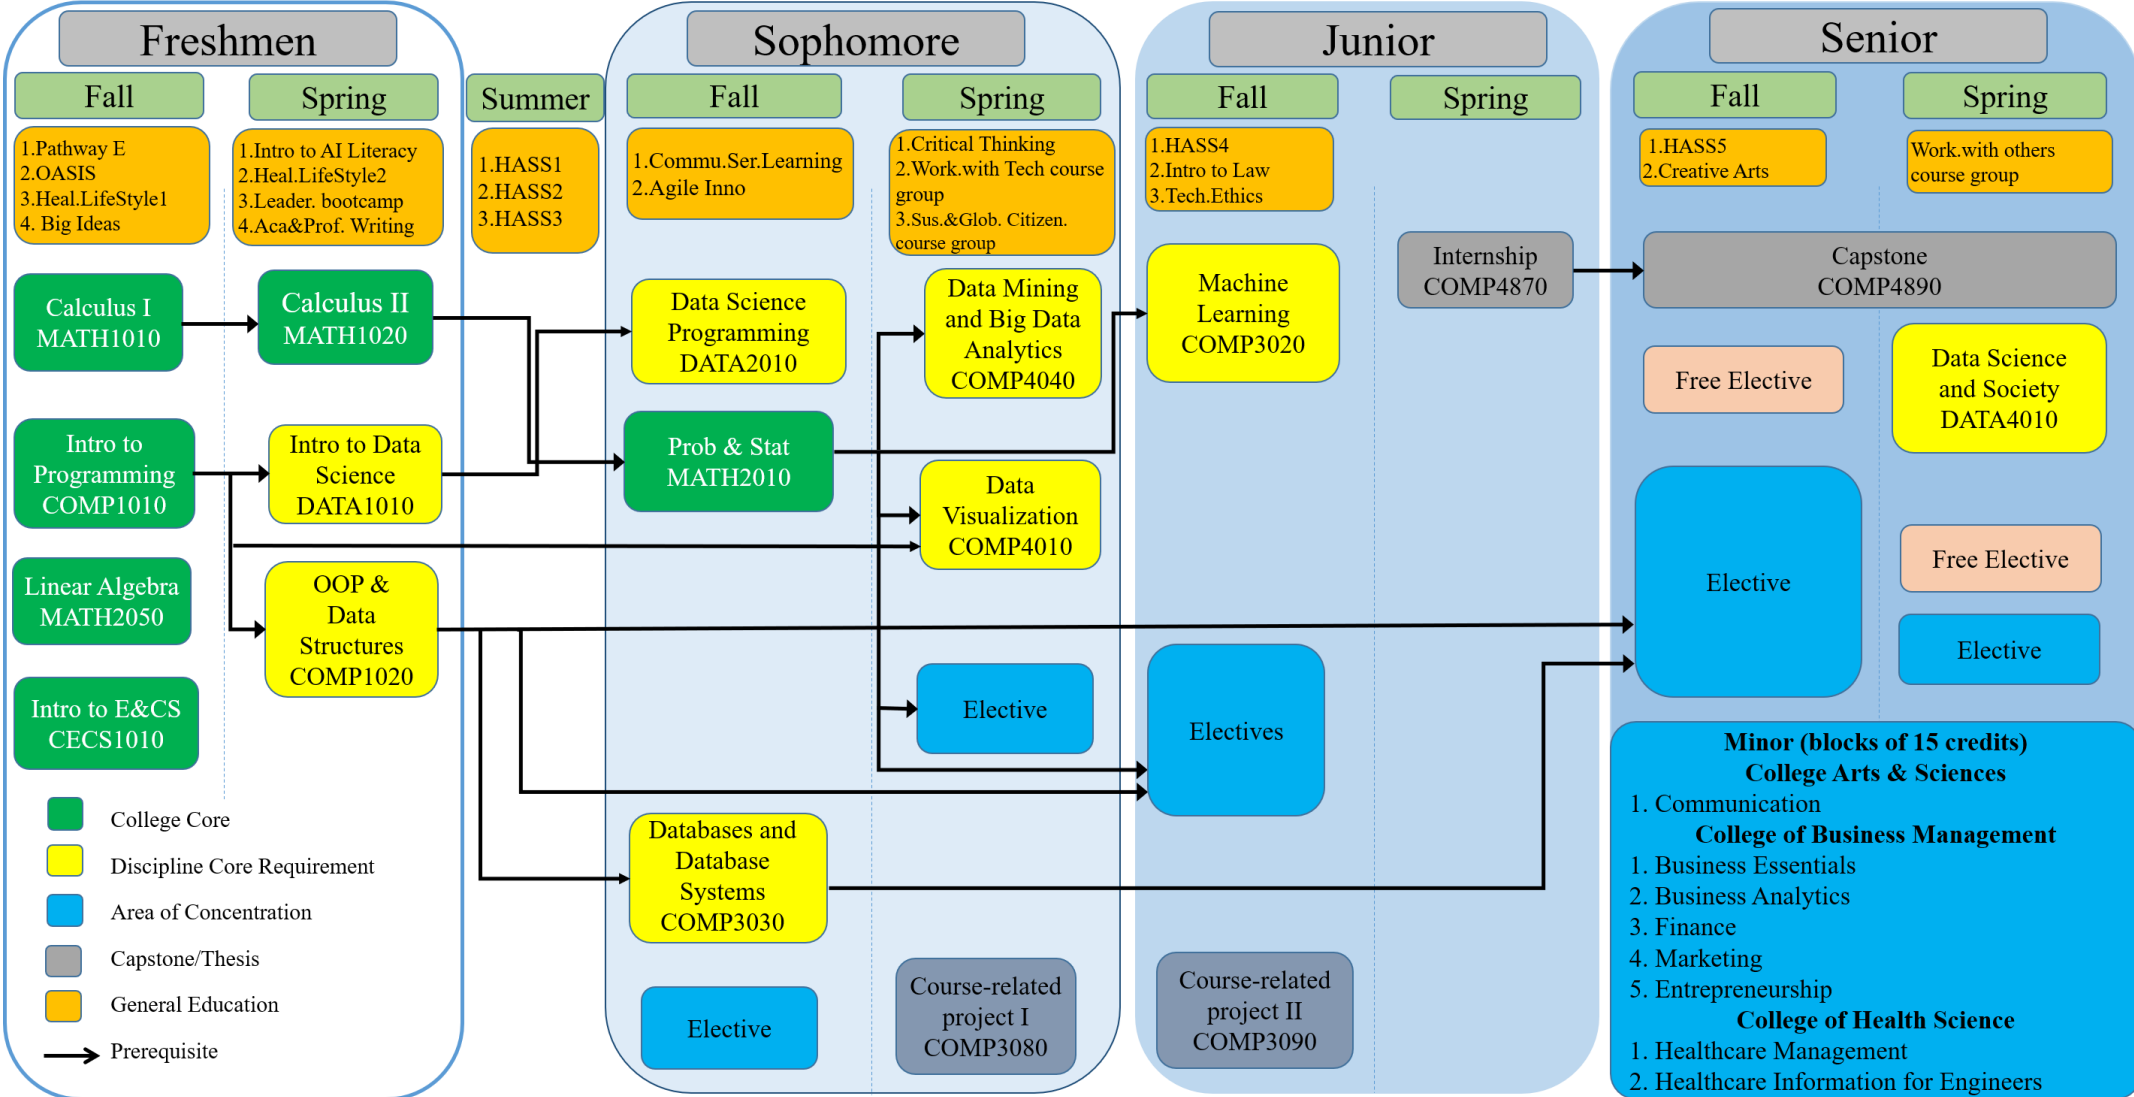 Freshmen
Fall
Spring
1.Pathway E
2.OASIS
3.Heal.LifeStyle1
4. Big Ideas
1.Intro to AI Literacy
2.Heal.LifeStyle2
3.Leader. bootcamp
4.Aca&Prof. Writing
Calculus I
MATH1010
Calculus II
MATH1020
Intro to
Programming
COMP1010
Intro to Data
Science
DATA1010
Linear Algebra
MATH2050
OOP &
Data
Structures
COMP1020
Intro to E&CS
CECS1010
College Core
Discipline Core Requirement
Area of Concentration
Capstone/Thesis
General Education
Prerequisite
Summer
1.HASS1
2.HASS2
3.HASS3
Sophomore
Fall
Spring
1.Commu.Ser.Learning
2.Agile Inno
1.Critical Thinking
2.Work.with Tech course
group
3.Sus.&Glob. Citizen.
course group
Data Science
Programming
DATA2010
Data Mining
and Big Data
Analytics
COMP4040
Prob & Stat
MATH2010
Data
Visualization
COMP4010
Elective
Databases and
Database
Systems
COMP3030
Elective
Course-related
project I
COMP3080
Junior
Fall
Spring
1.HASS4
2.Intro to Law
3.Tech.Ethics
Machine
Learning
COMP3020
Internship
COMP4870
Electives
Course-related
project II
COMP3090
Senior
Fall
Spring
1.HASS5
2.Creative Arts
Work.with others
course group
Capstone
COMP4890
Free Elective
Data Science
and Society
DATA4010
Elective
Free Elective
Elective
Minor (blocks of 15 credits)
College Arts & Sciences
1. Communication
College of Business Management
1. Business Essentials
2. Business Analytics
3. Finance
4. Marketing
5. Entrepreneurship
College of Health Science
1. Healthcare Management
2. Healthcare Information for Engineers